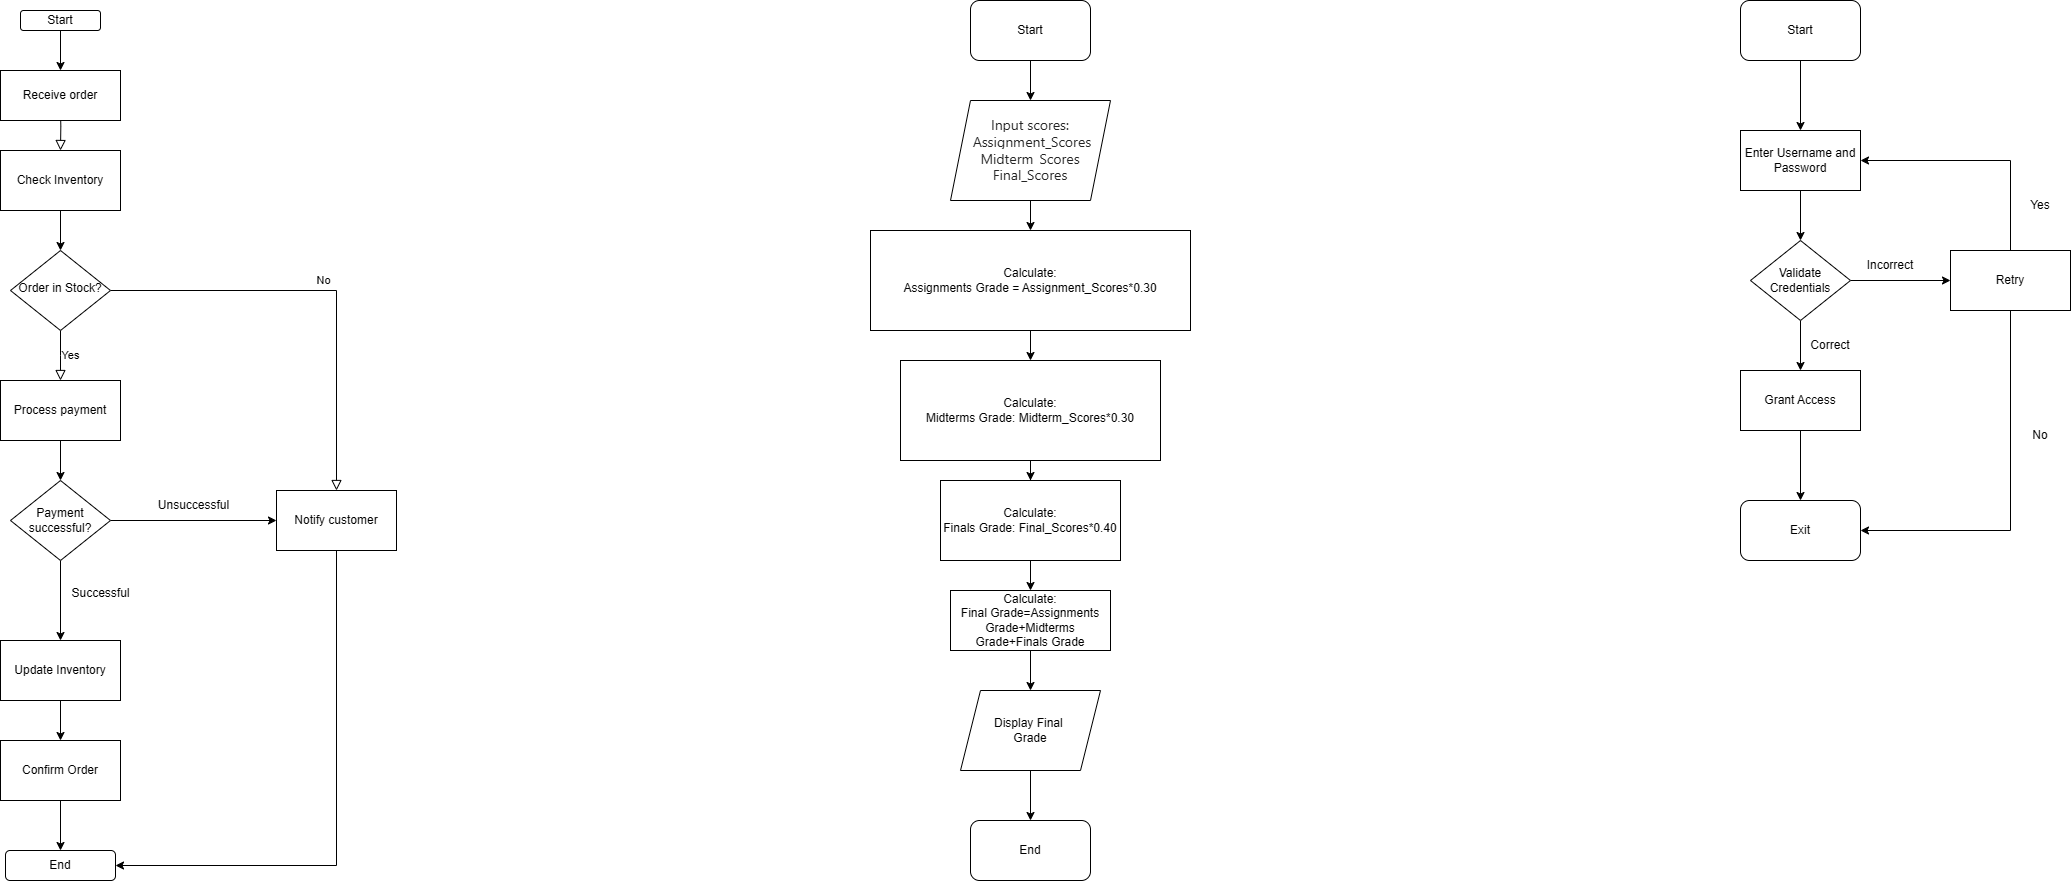 Start
Receive order
Check Inventory
Order in Stock?
No
Yes
Process payment
Payment
successful?
Unsuccessful
Notify customer
Successful
Update Inventory
Confirm Order
End
Start
Input scores:
Assignment_Scores
Midterm_Scores
Final_Scores
Calculate:
Assignments Grade = Assignment_Scores*0.30
Calculate:
Midterms Grade: Midterm_Scores*0.30
Calculate:
Finals Grade: Final_Scores*0.40
Calculate:
Final Grade=Assignments
Grade+Midterms
Grade+Finals Grade
Display Final
Grade
End
Start
Enter Username and
Password
Yes
Validate
Credentials
Incorrect
Retry
Correct
Grant Access
No
Exit